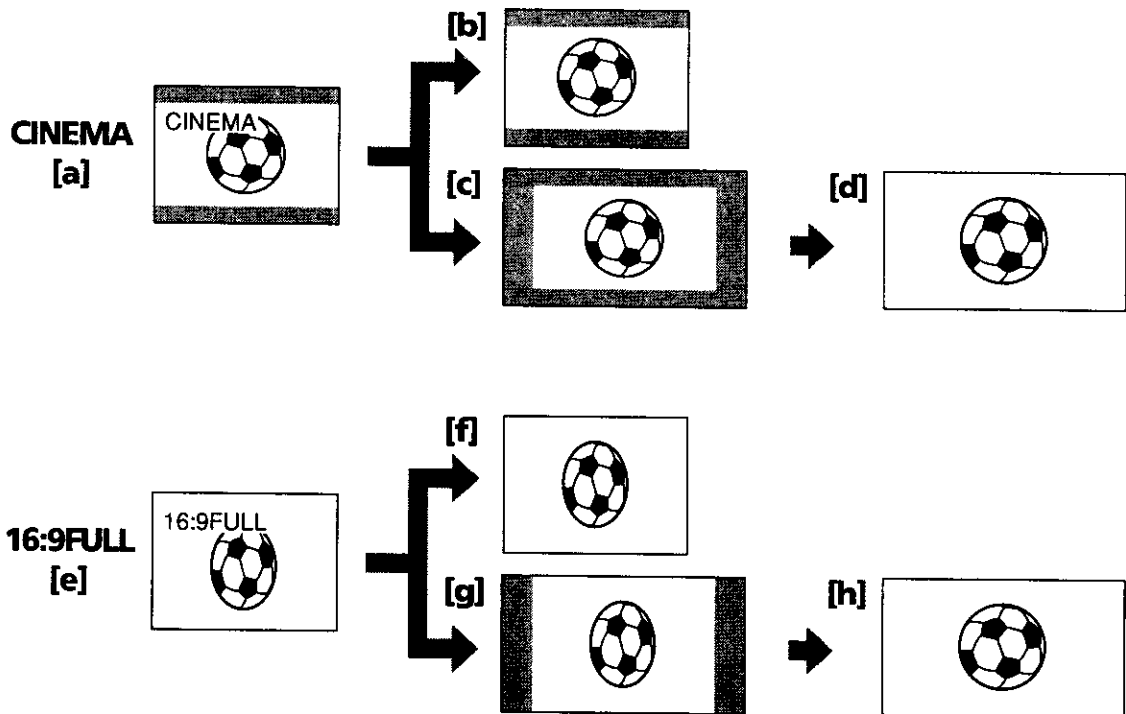 [b]
CINEMA
[a]
CINEMA
[c]
[d]
[f]
16:9FULL
[e]
16:9FULL
[g]
[h]